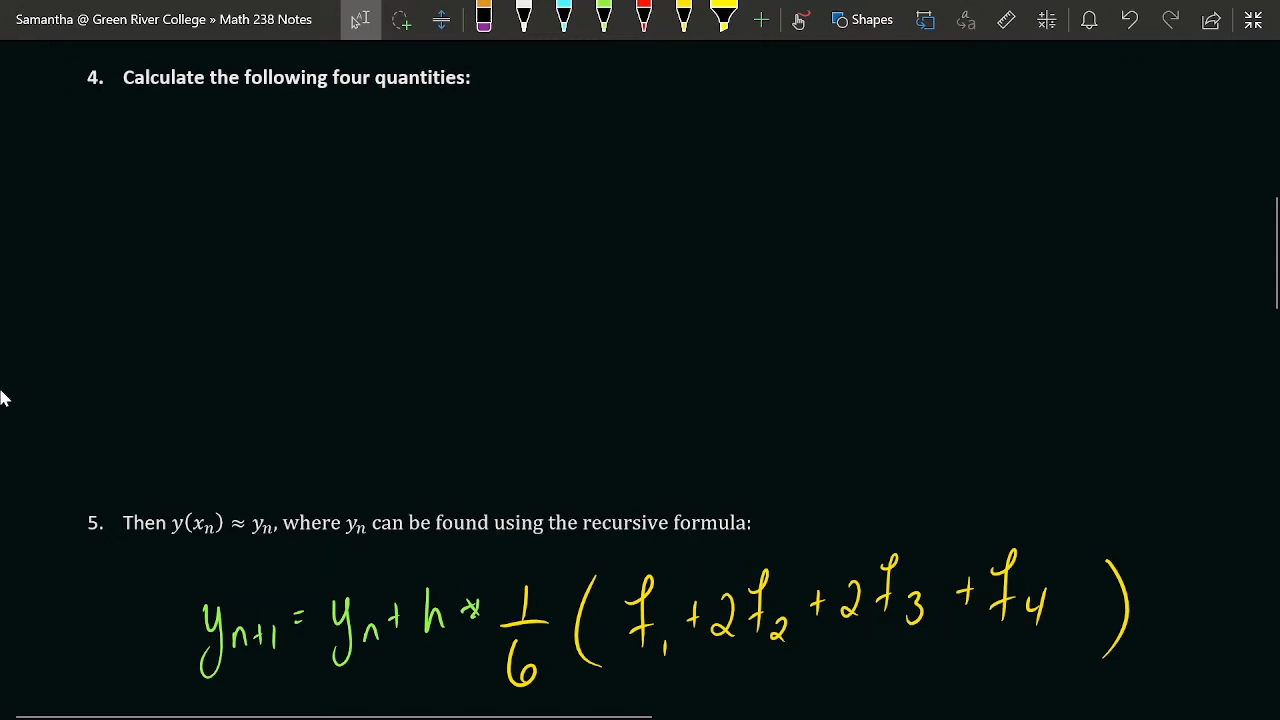 Samantha @ Green River College » Math 238 Notes
Shapes
4. Calculate the following four quantities:
5. Then y(xₙ) ≈ yₙ, where yₙ can be found using the recursive formula:
yₙ₊₁ = yₙ + h * 1/6 ( f₁ + 2f₂ + 2f₃ + f₄ )